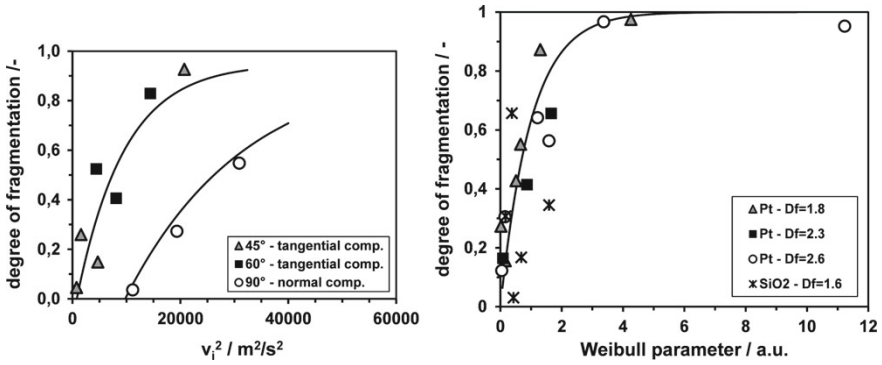 degree of fragmentation /-
1,0
0,8
0,6
0,4
0,2
0,0
0
20000
40000
60000
v_i² / m²/s²
45° - tangential comp.
60° - tangential comp.
90° - normal comp.
degree of fragmentation / -
1
0,8
0,6
0,4
0,2
0
0
2
4
6
8
10
12
Weibull parameter / a.u.
Pt - Df=1.8
Pt - Df=2.3
Pt - Df=2.6
SiO2 - Df=1.6